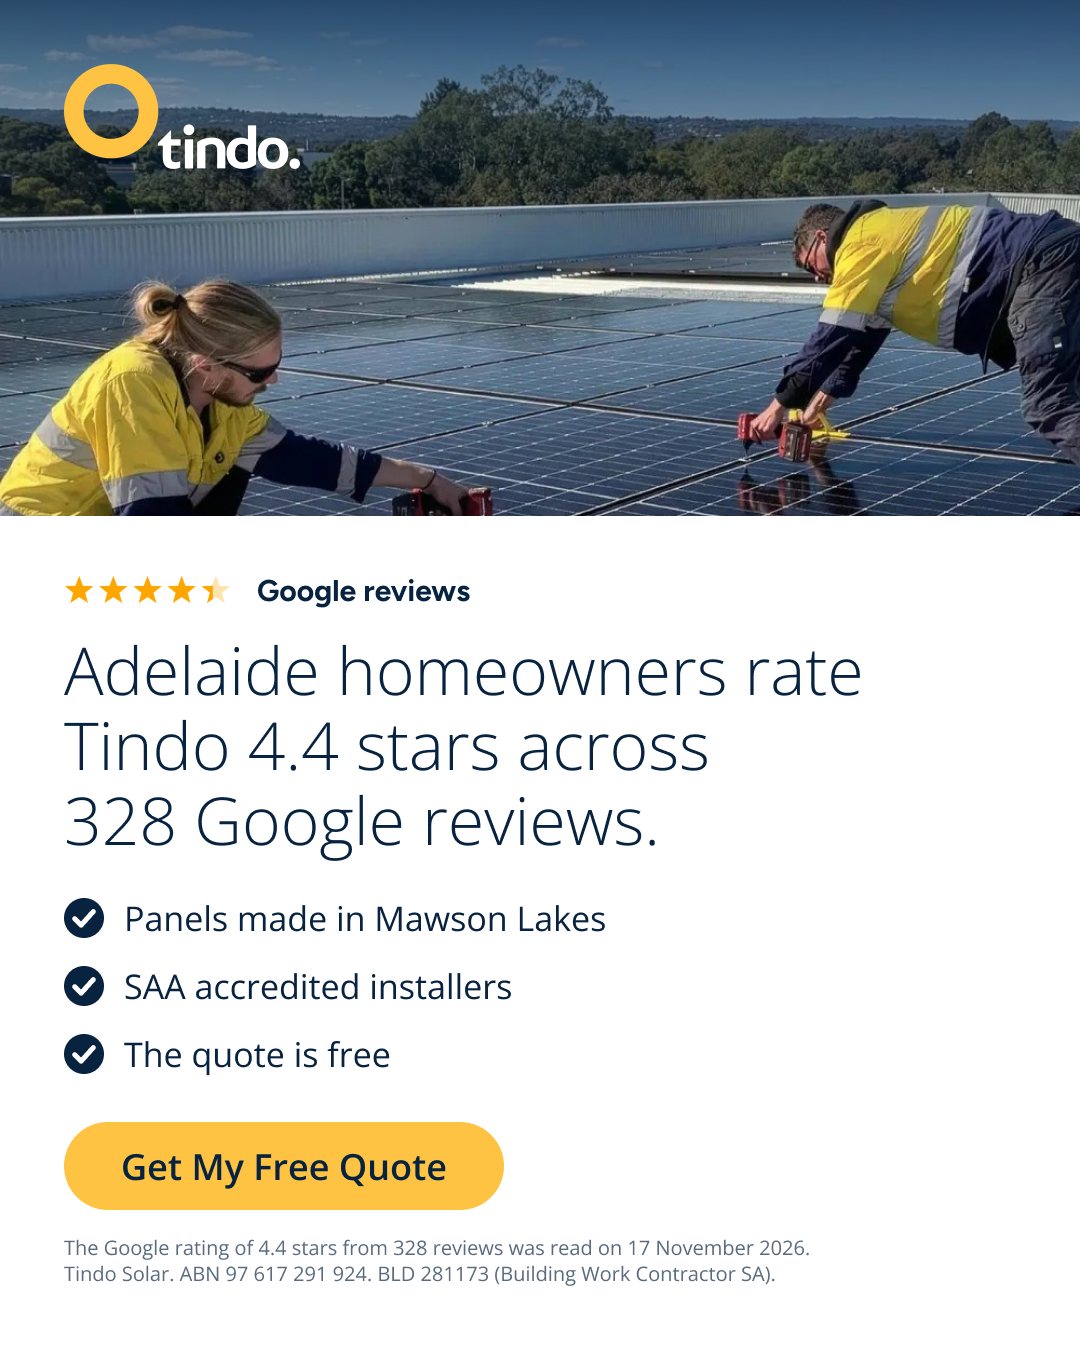 tindo.
Google reviews
Adelaide homeowners rate
Tindo 4.4 stars across
328 Google reviews.
Panels made in Mawson Lakes
SAA accredited installers
The quote is free
Get My Free Quote
The Google rating of 4.4 stars from 328 reviews was read on 17 November 2026.
Tindo Solar. ABN 97 617 291 924. BLD 281173 (Building Work Contractor SA).